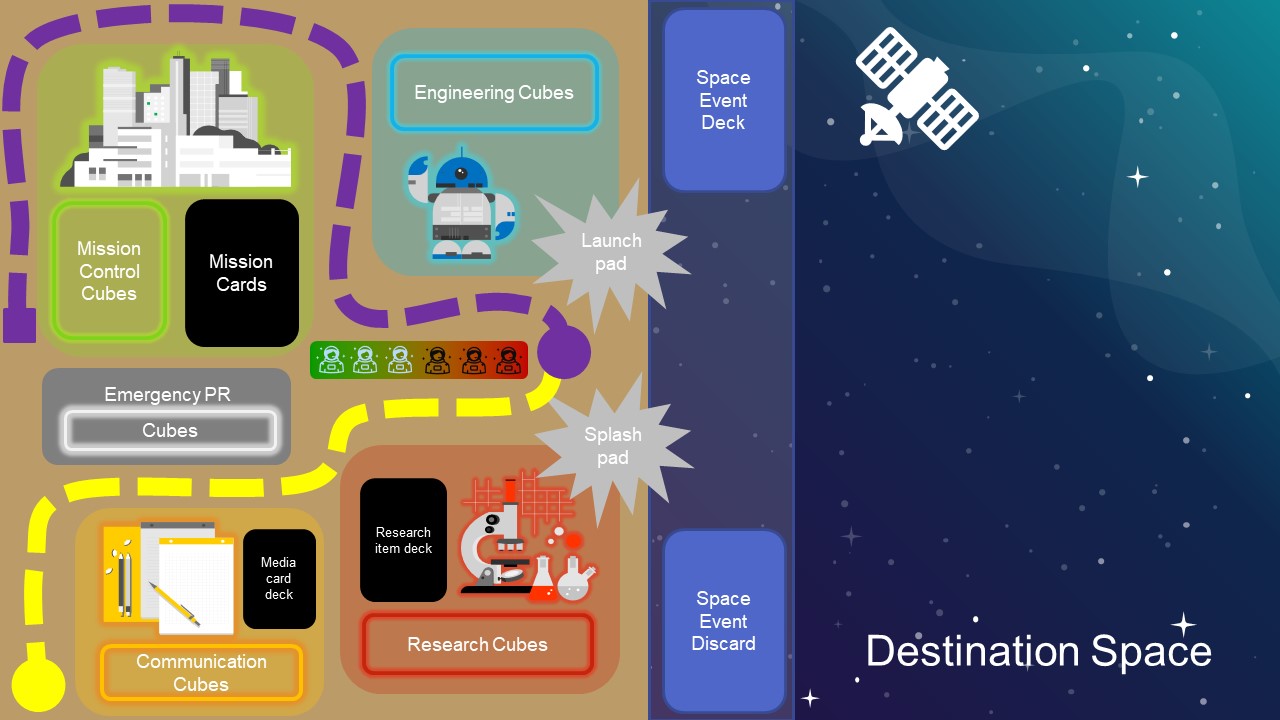 Engineering Cubes
Mission
Control
Cubes
Mission
Cards
Launch
pad
Emergency PR
Cubes
Splash
pad
Research
item deck
Media
card
deck
Research Cubes
Communication
Cubes
Space
Event
Deck
Space
Event
Discard
Destination Space